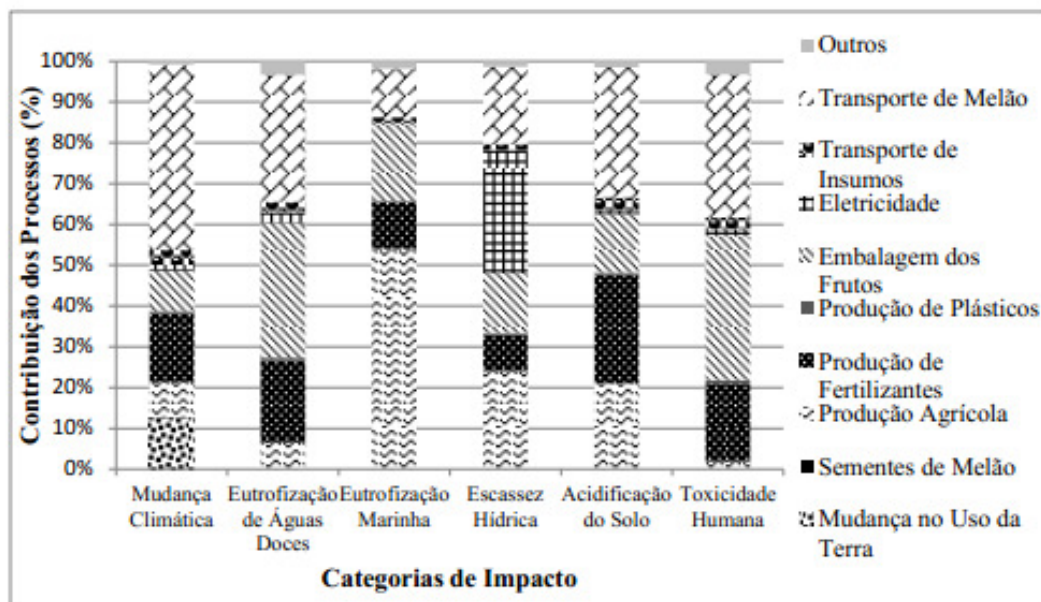 Contribuição dos Processos (%)
100%
90%
80%
70%
60%
50%
40%
30%
20%
10%
0%
Mudança
Climática
Eutrofização
de Águas
Doces
Eutrofização
Marinha
Escassez
Hídrica
Acidificação
do Solo
Toxicidade
Humana
Categorias de Impacto
Outros
Transporte de Melão
Transporte de
Insumos
Eletricidade
Embalagem dos
Frutos
Produção de Plásticos
Produção de
Fertilizantes
Produção Agrícola
Sementes de Melão
Mudança no Uso da
Terra